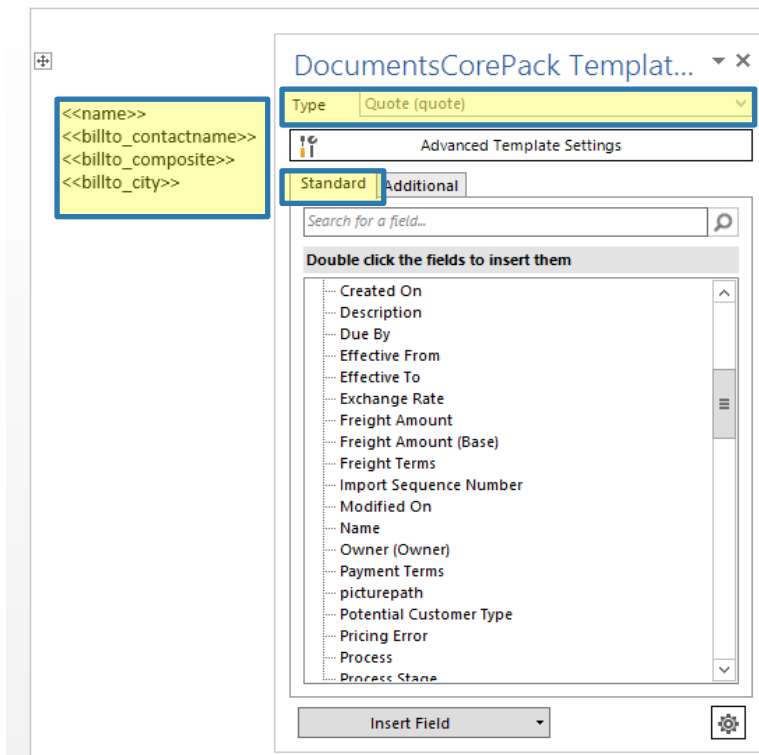 <<name>>
<<billto_contactname>>
<<billto_composite>>
<<billto_city>>
DocumentsCorePack Templat...
Type Quote (quote)
Advanced Template Settings
Standard Additional
Search for a field...
Double click the fields to insert them
Created On
Description
Due By
Effective From
Effective To
Exchange Rate
Freight Amount
Freight Amount (Base)
Freight Terms
Import Sequence Number
Modified On
Name
Owner (Owner)
Payment Terms
picturepath
Potential Customer Type
Pricing Error
Process
Process Stage
Insert Field